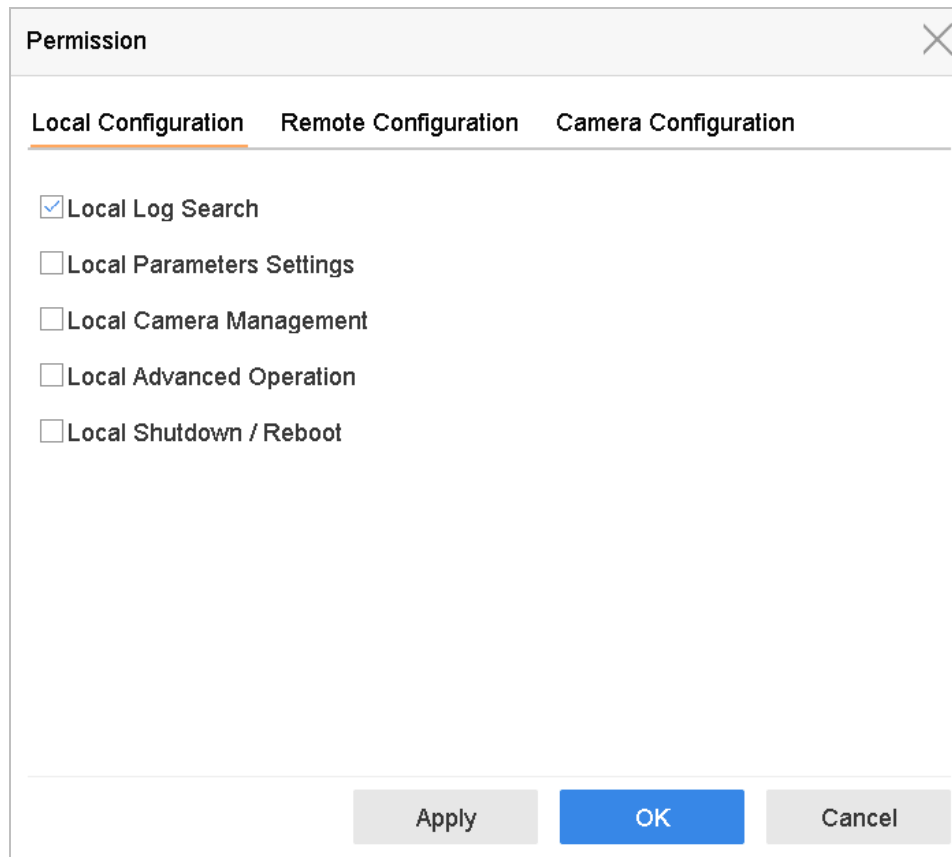 Permission
Local Configuration Remote Configuration Camera Configuration
Local Log Search
Local Parameters Settings
Local Camera Management
Local Advanced Operation
Local Shutdown / Reboot
Apply OK Cancel